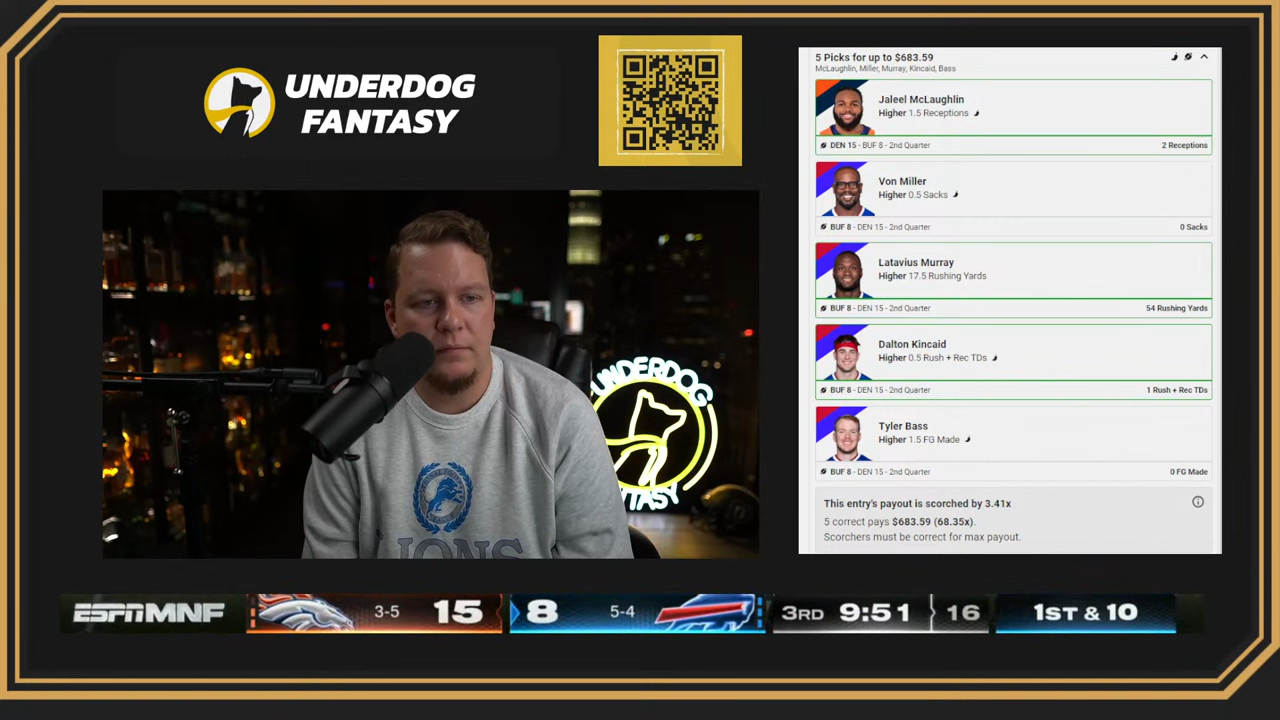 UNDERDOG
FANTASY
5 Picks for up to $683.59
McLaughlin, Miller, Murray, Kincaid, Bass
Jaleel McLaughlin
Higher 1.5 Receptions
DEN 15 - BUF 8 - 2nd Quarter
2 Receptions
Von Miller
Higher 0.5 Sacks
BUF 8 - DEN 15 - 2nd Quarter
0 Sacks
Latavius Murray
Higher 17.5 Rushing Yards
BUF 8 - DEN 15 - 2nd Quarter
54 Rushing Yards
Dalton Kincaid
Higher 0.5 Rush + Rec TDs
BUF 8 - DEN 15 - 2nd Quarter
1 Rush + Rec TDs
Tyler Bass
Higher 1.5 FG Made
BUF 8 - DEN 15 - 2nd Quarter
0 FG Made
This entry's payout is scorched by 3.41x
5 correct pays $683.59 (68.35x).
Scorchers must be correct for max payout.
UNDERDOG
FANTASY
IONS
ESPN MNF 3-5 15 8 5-4 3RD 9:51 16 1ST & 10